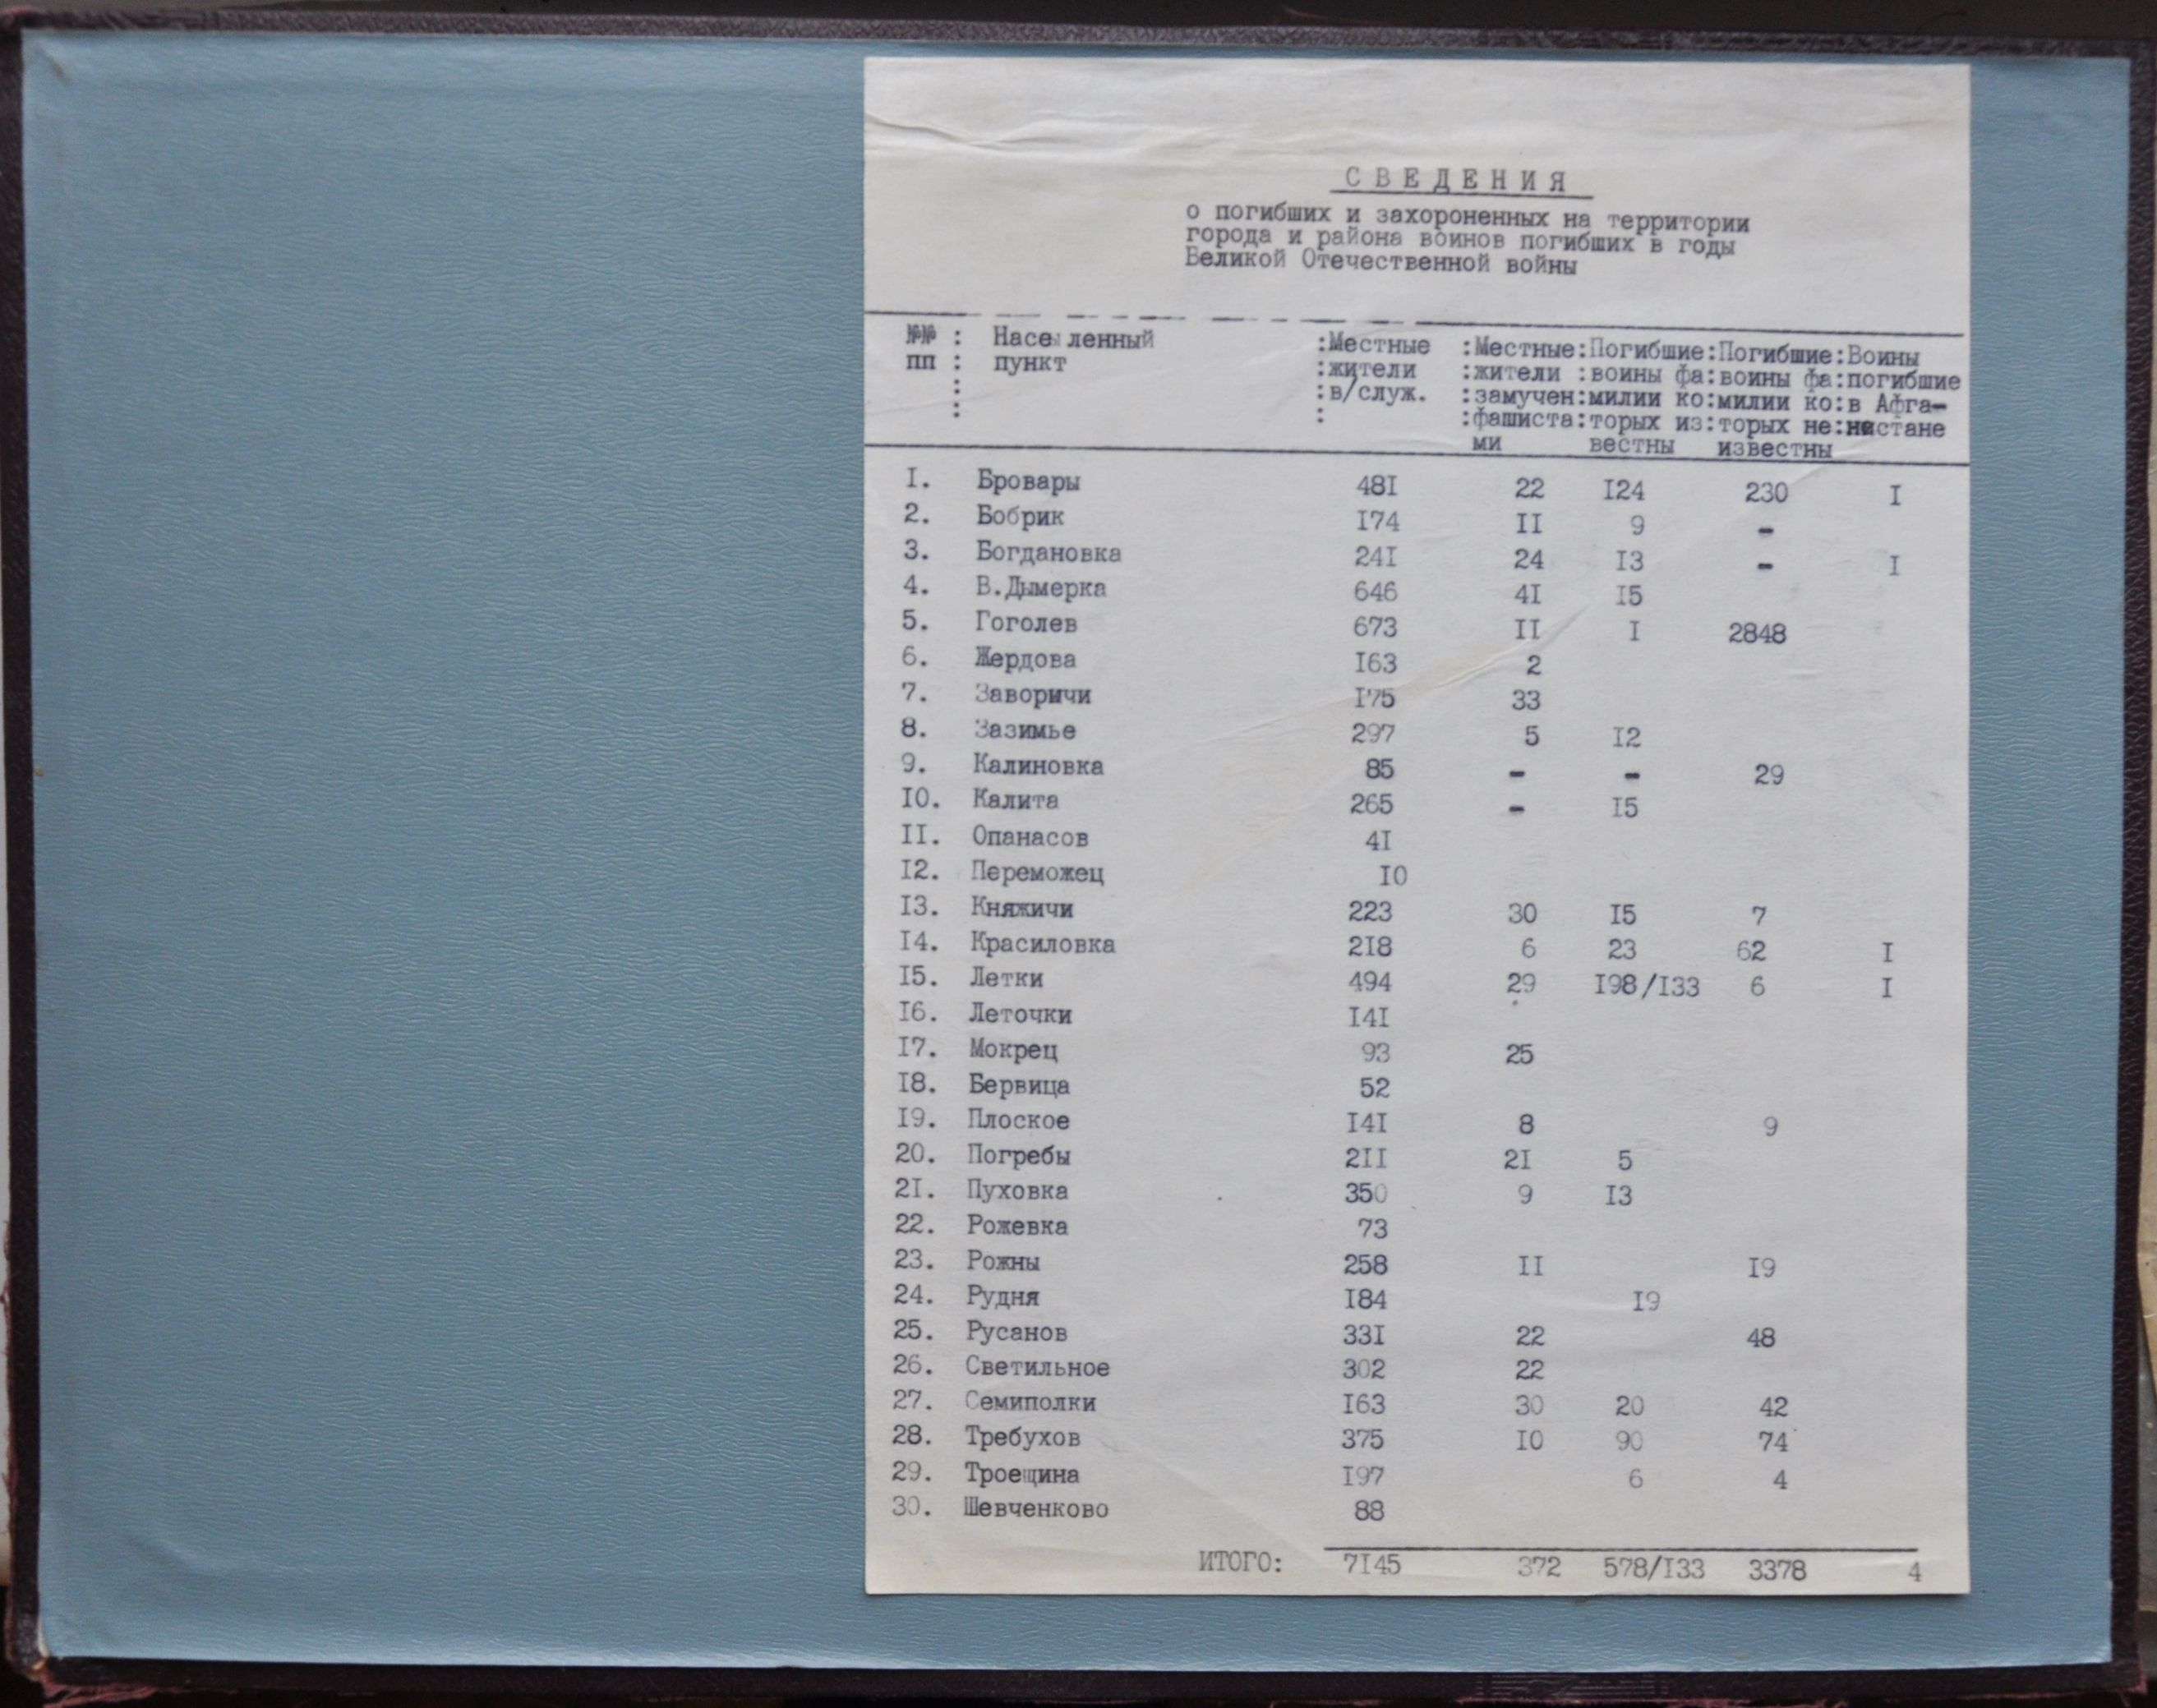 СВЕДЕНИЯ
о погибших и захороненных на территории
города и района воинов погибших в годы
Великой Отечественной войны
№№ : Населенный :Местные :Местные:Погибшие:Погибшие:Воины
пп : пункт :жители :жители :воины фа:воины фа:погибшие
: :в/служ. :замучен:милии ко:милии ко:в Афга-
: : :фашиста:торых из:торых не:нистане
ми вестны известны
I. Бровары 48I 22 I24 230 I
2. Бобрик I74 II 9 -
3. Богдановка 24I 24 I3 - I
4. В.Дымерка 646 4I I5
5. Гоголев 673 II I 2848
6. Жердова I63 2
7. Заворичи I75 33
8. Зазимье 297 5 I2
9. Калиновка 85 - - 29
I0. Калита 265 - I5
II. Опанасов 4I
I2. Переможец I0
I3. Княжичи 223 30 I5 7
I4. Красиловка 2I8 6 23 62 I
I5. Летки 494 29 I98/I33 6 I
I6. Леточки I4I
I7. Мокрец 93 25
I8. Бервица 52
I9. Плоское I4I 8 9
20. Погребы 2II 2I 5
2I. Пуховка 350 9 I3
22. Рожевка 73
23. Рожны 258 II I9
24. Рудня I84 I9
25. Русанов 33I 22 48
26. Светильное 302 22
27. Семиполки I63 30 20 42
28. Требухов 375 I0 90 74
29. Троещина I97 6 4
30. Шевченково 88
ИТОГО: 7I45 372 578/I33 3378 4